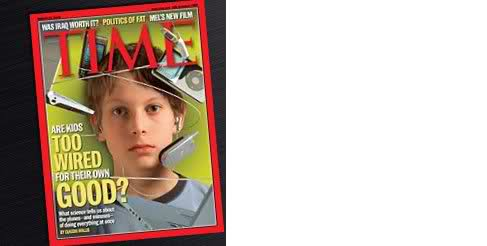 WAS IRAQ WORTH IT? POLITICS OF FAT MEL'S NEW FILM
TIME
ARE KIDS
TOO
WIRED
FOR THEIR OWN
GOOD?
What science tells us about
the pluses—and minuses—
of doing everything at once
BY CLAUDIA WALLIS